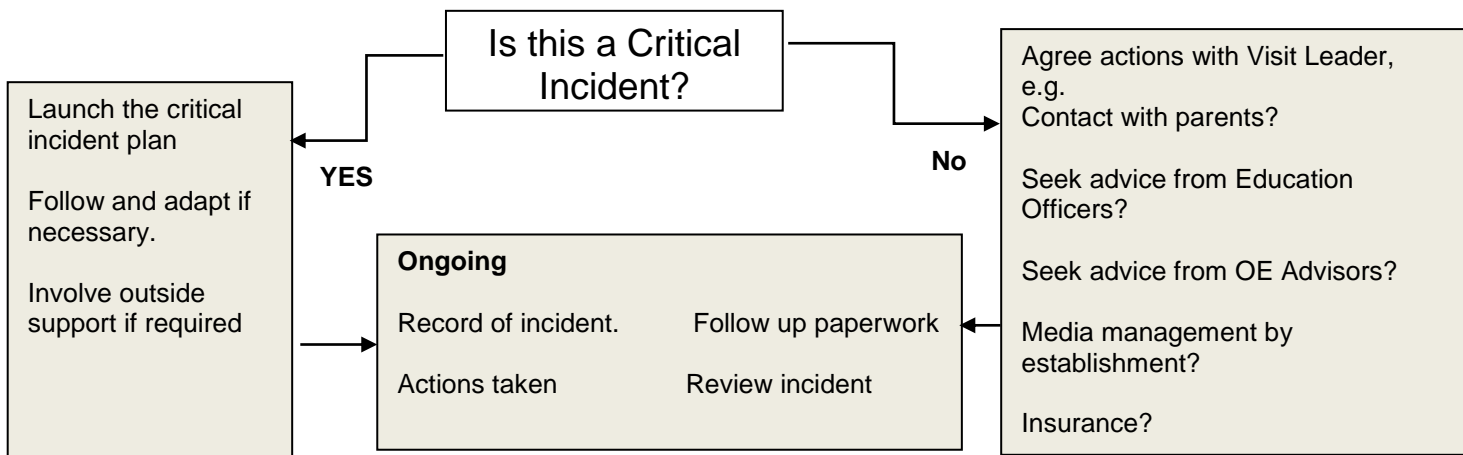 Is this a Critical
Incident?
Launch the critical
incident plan
Follow and adapt if
necessary.
Involve outside
support if required
YES
No
Agree actions with Visit Leader,
e.g.
Contact with parents?
Seek advice from Education
Officers?
Seek advice from OE Advisors?
Media management by
establishment?
Insurance?
Ongoing
Record of incident. Follow up paperwork
Actions taken Review incident